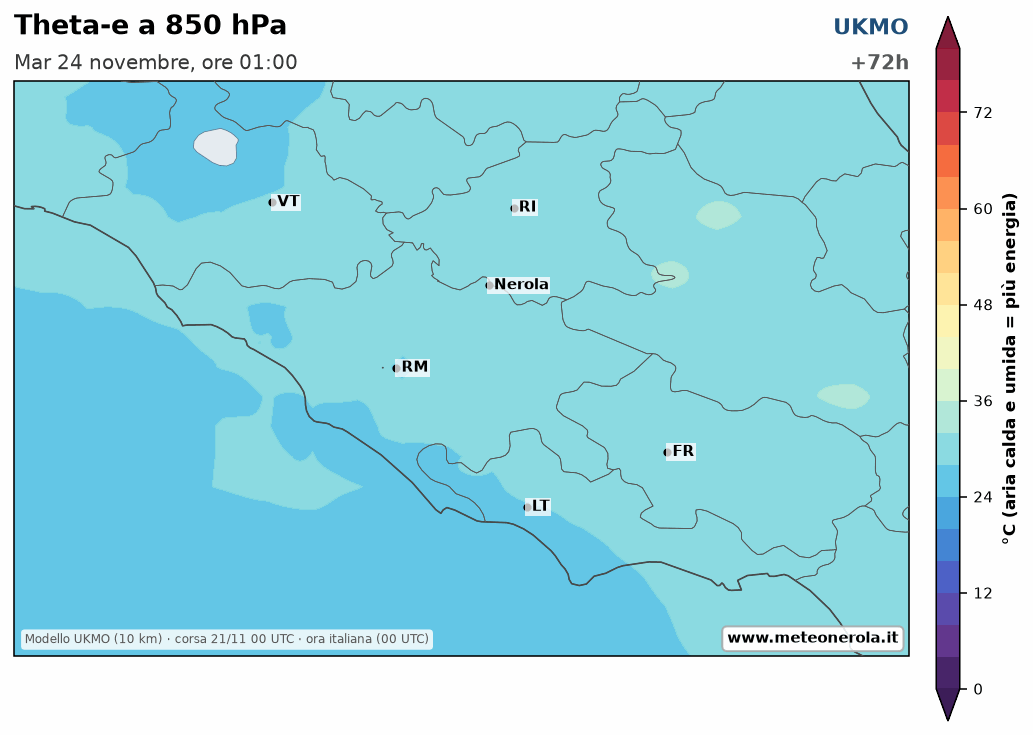 Theta-e a 850 hPa
UKMO
Mar 24 novembre, ore 01:00
+72h
VT
RI
Nerola
RM
FR
LT
72
60
48
36
24
12
0
°C (aria calda e umida = più energia)
Modello UKMO (10 km) · corsa 21/11 00 UTC · ora italiana (00 UTC)
www.meteonerola.it